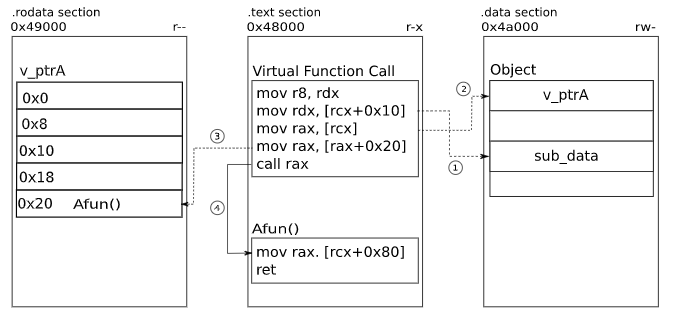 .rodata section
0x49000 r--
v_ptrA
0x0
0x8
0x10
0x18
0x20 Afun()
.text section
0x48000 r-x
Virtual Function Call
mov r8, rdx
mov rdx, [rcx+0x10]
mov rax, [rcx]
mov rax, [rax+0x20]
call rax
Afun()
mov rax. [rcx+0x80]
ret
.data section
0x4a000 rw-
Object
v_ptrA
sub_data
②
①
③
④